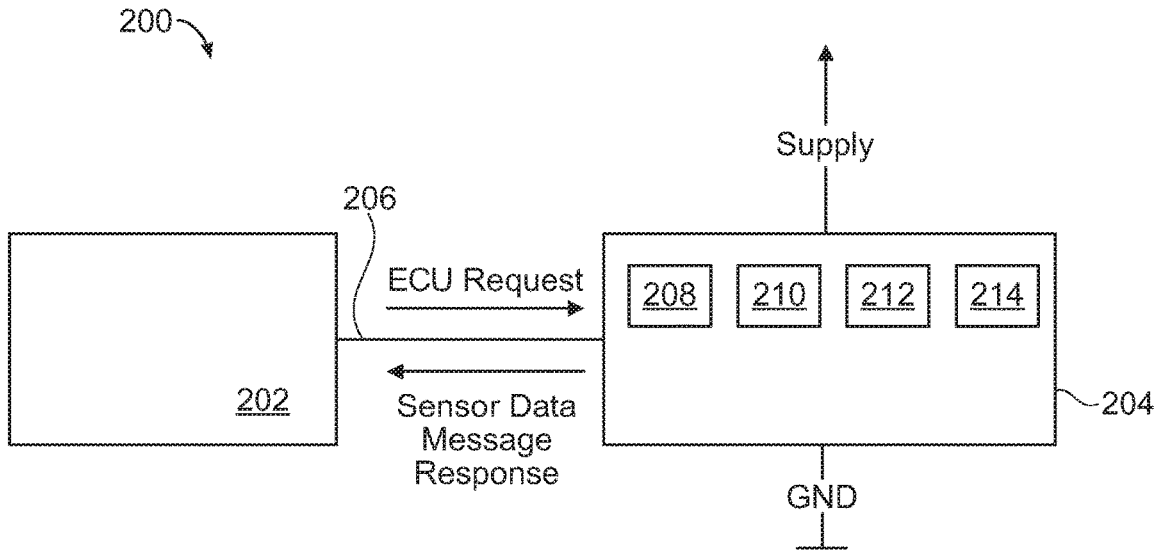 200
Supply
206
ECU Request
208 210 212 214
202
Sensor Data
Message
Response
204
GND